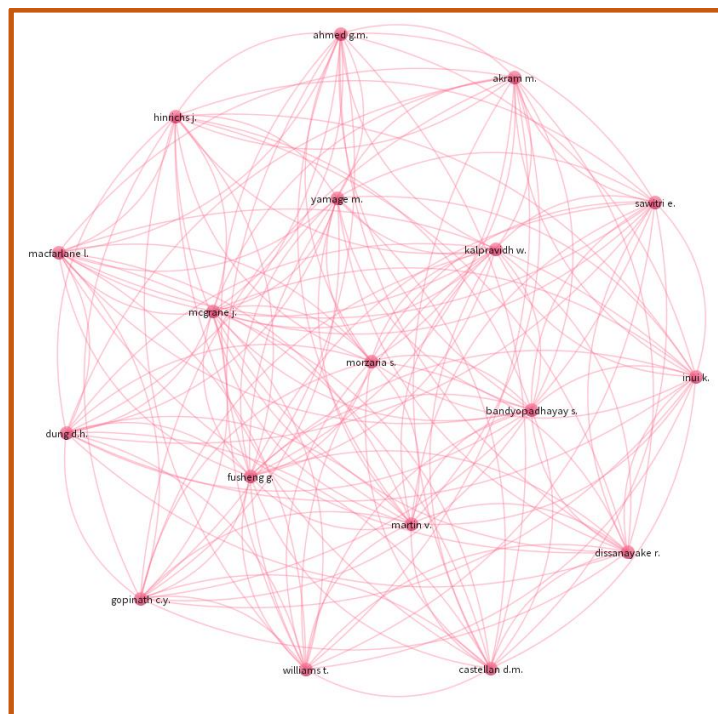 ahmed g.m.
akram m.
hinrichs j.
yamage m.
sawitri e.
macfarlane l.
kalpravidh w.
mcgrane j.
morzaria s.
inui k.
bandyopadhayay s.
dung d.h.
fusheng g.
martin v.
dissanayake r.
gopinath c.y.
williams t.
castellan d.m.